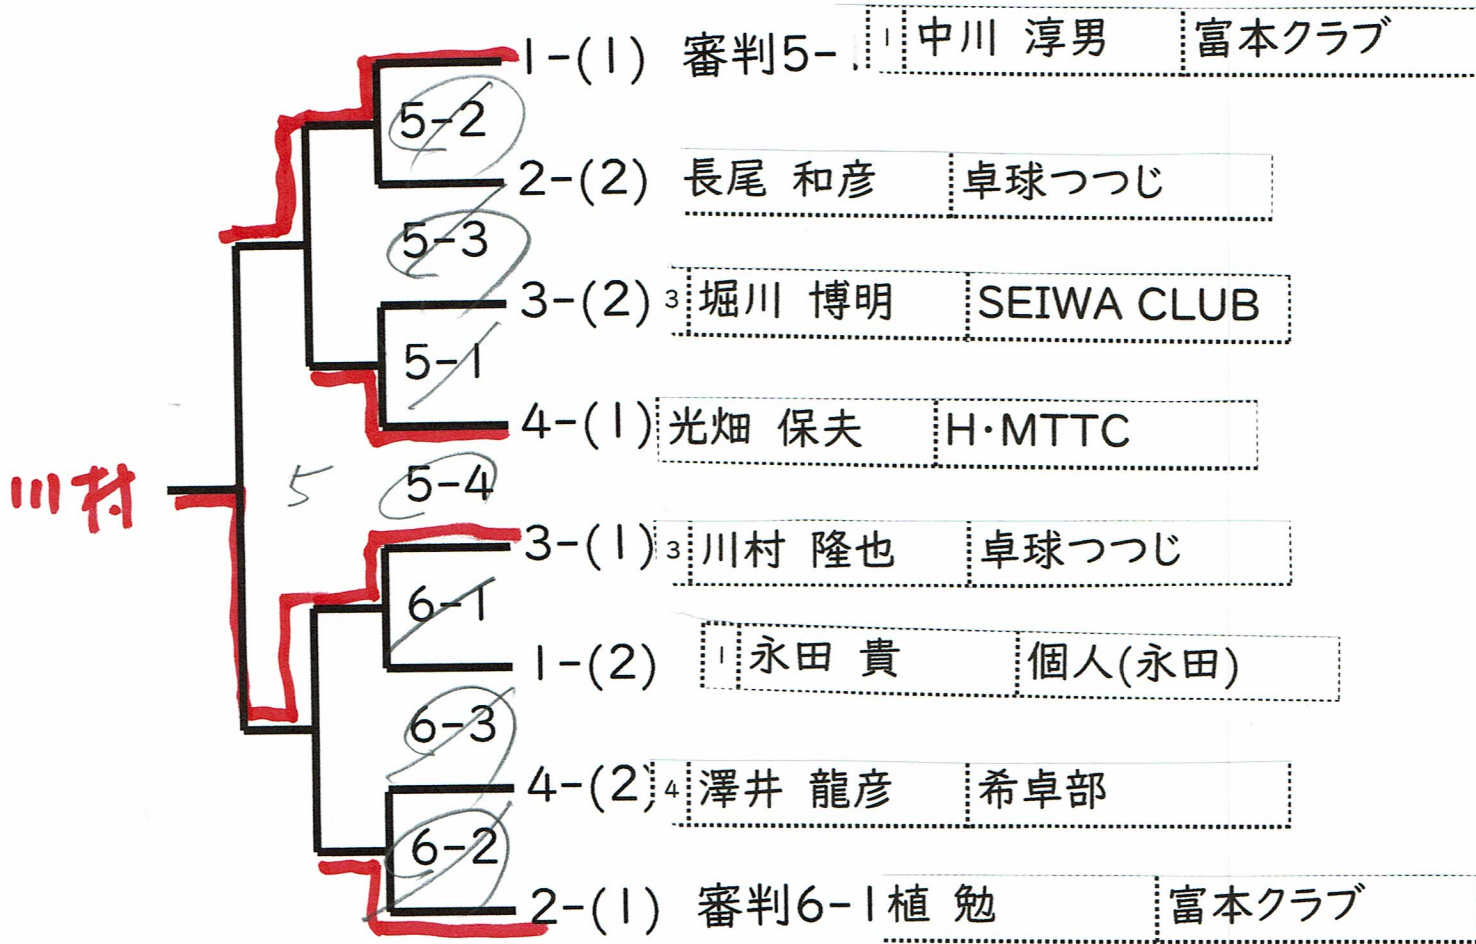 1-(1) 審判5- 1 中川 淳男 富本クラブ
5-2
2-(2) 長尾 和彦 卓球つつじ
5-3
3-(2) 3 堀川 博明 SEIWA CLUB
5-1
4-(1) 光畑 保夫 H・MTTC
川村 5 5-4
3-(1) 3 川村 隆也 卓球つつじ
6-1
1-(2) 1 永田 貴 個人(永田)
6-3
4-(2) 4 澤井 龍彦 希卓部
6-2
2-(1) 審判6-1 植 勉 富本クラブ